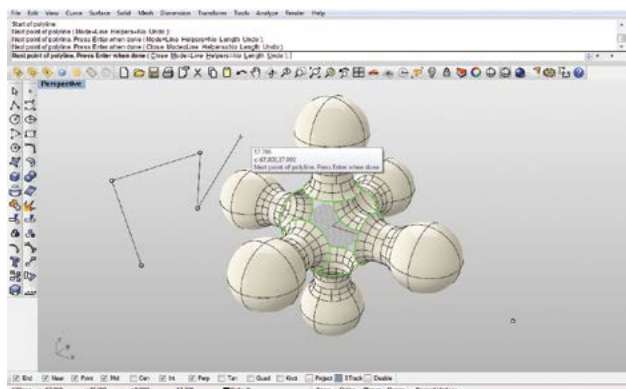 File Edit View Curve Surface Solid Mesh Dimension Transform Tools Analyze Render Help
Start of polyline
Next point of polyline ( Mode=Line Helpers=No Undo ):
Next point of polyline. Press Enter when done ( Mode=Line Helpers=No Length Undo ):
Next point of polyline. Press Enter when done ( Close Mode=Line Helpers=No Length Undo ):
Next point of polyline. Press Enter when done ( Close Mode=Line Helpers=No Length Undo ):
Perspective
57.786
Next point of polyline. Press Enter when done
End Near Point Mid Cen Int Perp Tan Quad Knot Project STrack Disable